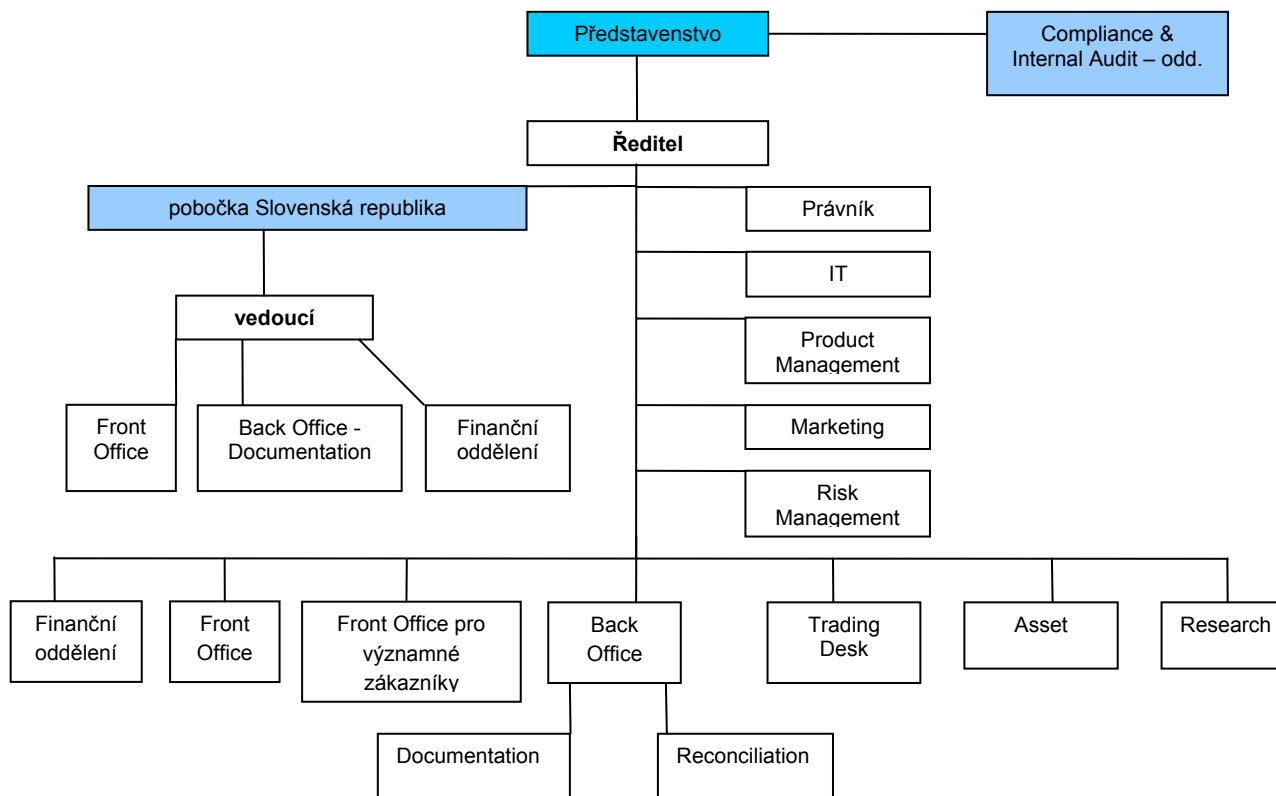 Představenstvo
Compliance &
Internal Audit – odd.
Ředitel
pobočka Slovenská republika
Právník
IT
vedoucí
Product
Management
Front
Office
Back Office -
Documentation
Finanční
oddělení
Marketing
Risk
Management
Finanční
oddělení
Front
Office
Front Office pro
významné
zákazníky
Back
Office
Trading
Desk
Asset
Research
Documentation
Reconciliation